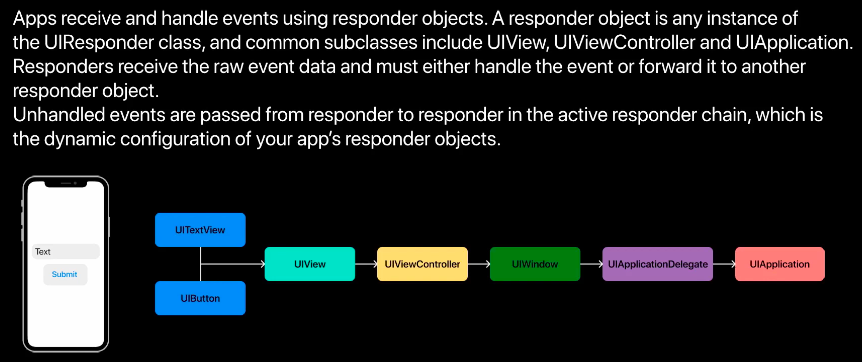 Apps receive and handle events using responder objects. A responder object is any instance of
the UIResponder class, and common subclasses include UIView, UIViewController and UIApplication.
Responders receive the raw event data and must either handle the event or forward it to another
responder object.
Unhandled events are passed from responder to responder in the active responder chain, which is
the dynamic configuration of your app's responder objects.
Text
Submit
UITextView
UIButton
UIView
UIViewController
UIWindow
UIApplicationDelegate
UIApplication